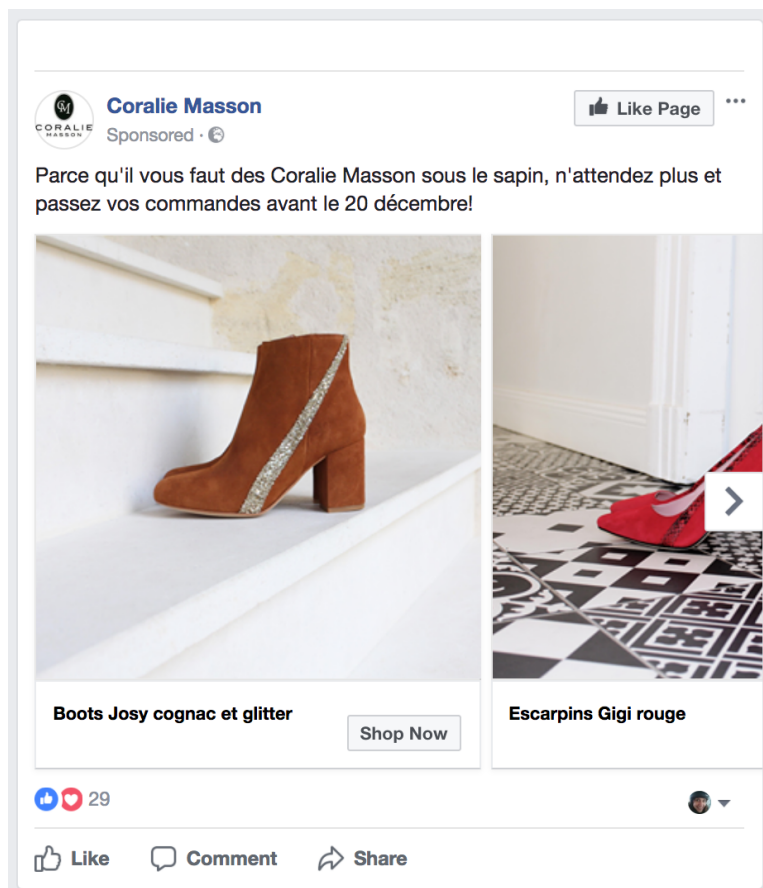 CM
CORALIE
MASSON
Coralie Masson
Sponsored ·
Like Page
Parce qu'il vous faut des Coralie Masson sous le sapin, n'attendez plus et
passez vos commandes avant le 20 décembre!
Boots Josy cognac et glitter
Shop Now
Escarpins Gigi rouge
29
Like
Comment
Share